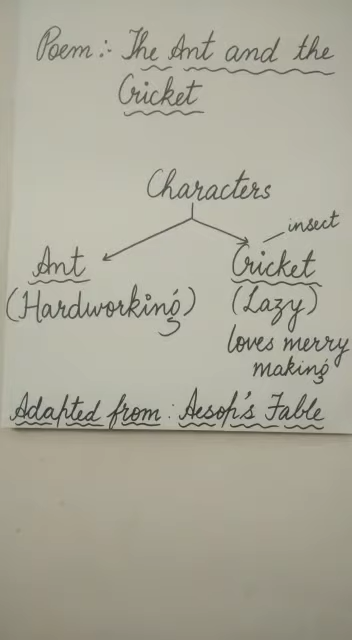 Poem :- The Ant and the
Cricket
Characters
insect
Ant
Cricket
(Hardworking)
(Lazy)
loves merry
making
Adapted from : Aesop's Fable